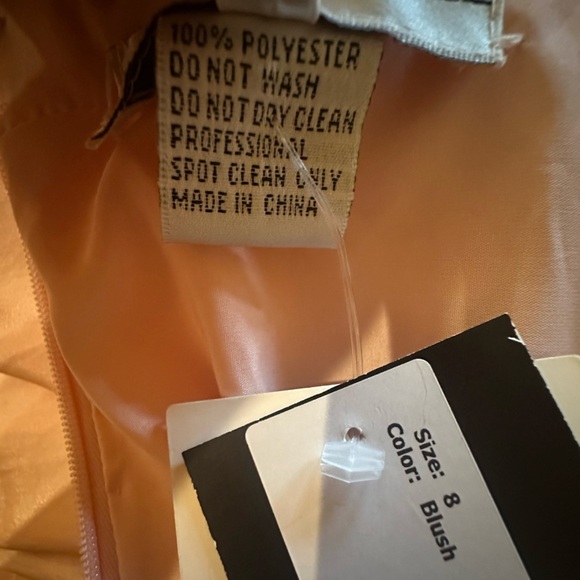 100% POLYESTER
DO NOT WASH
DO NOT DRY CLEAN
PROFESSIONAL
SPOT CLEAN ONLY
MADE IN CHINA
Size: 8
Color: Blush